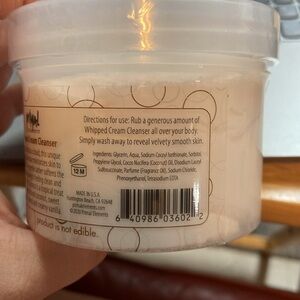 Directions for use: Rub a generous amount of
Whipped Cream Cleanser all over your body.
Simply wash away to reveal velvety smooth skin.
Cream Cleanser
Ingredients: Glycerin, Aqua, Sodium Cocoyl Isethionate, Sorbitol,
Propylene Glycol, Cocos Nucifera (Coconut) Oil, Disodium Lauryl
Sulfosuccinate, Parfume (Fragrance Oil), Sodium Chloride,
Phenoxyethanol, Tetrasodium EDTA
12 M
MADE IN U.S.A.
Huntington Beach, CA 92648
primalelements.com
©2020 Primal Elements
6 40986 03602 2
product is not edible.